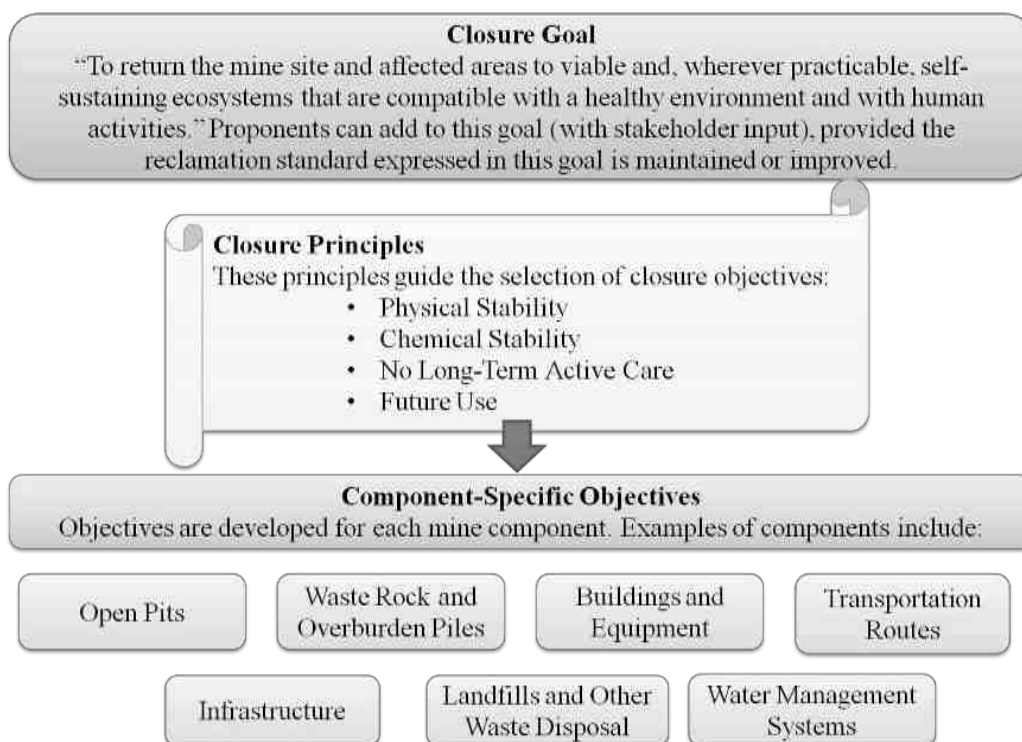 Closure Goal
“To return the mine site and affected areas to viable and, wherever practicable, self-
sustaining ecosystems that are compatible with a healthy environment and with human
activities.” Proponents can add to this goal (with stakeholder input), provided the
reclamation standard expressed in this goal is maintained or improved.
Closure Principles
These principles guide the selection of closure objectives:
• Physical Stability
• Chemical Stability
• No Long-Term Active Care
• Future Use
Component-Specific Objectives
Objectives are developed for each mine component. Examples of components include:
Open Pits
Waste Rock and
Overburden Piles
Buildings and
Equipment
Transportation
Routes
Infrastructure
Landfills and Other
Waste Disposal
Water Management
Systems